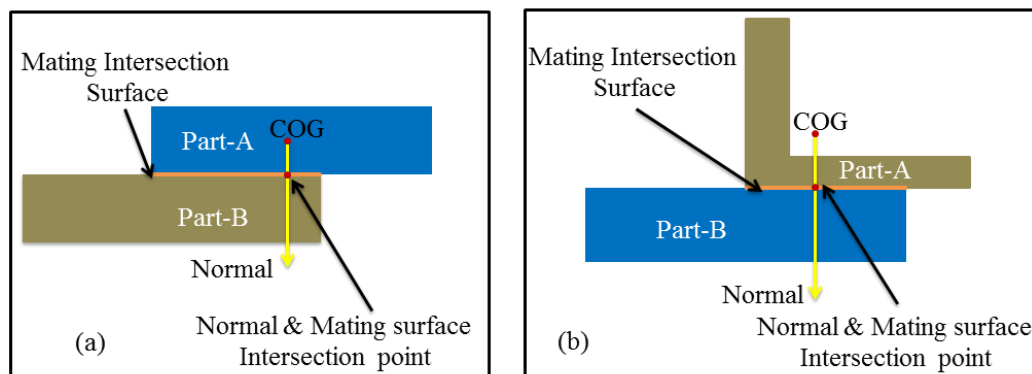 Mating Intersection
Surface
COG
Part-A
Part-B
Normal
Normal & Mating surface
Intersection point
(a)
Mating Intersection
Surface
COG
Part-A
Part-B
Normal
Normal & Mating surface
Intersection point
(b)